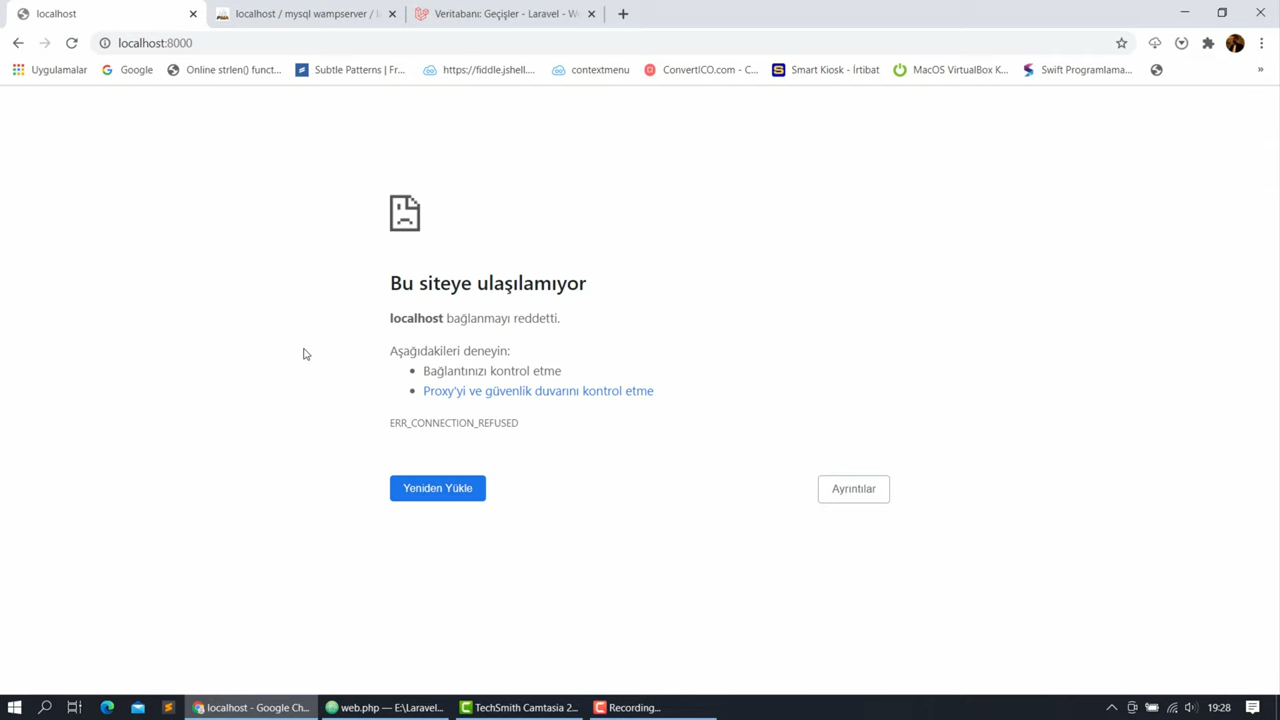 localhost
localhost / mysql wampserver / l
Veritabanı: Geçişler - Laravel - W
localhost:8000
Uygulamalar
Google
Online strlen() funct...
Subtle Patterns | Fr...
https://fiddle.jshell....
contextmenu
ConvertICO.com - C...
Smart Kiosk - İrtibat
MacOS VirtualBox K...
Swift Programlama...
»
Bu siteye ulaşılamıyor
localhost bağlanmayı reddetti.
Aşağıdakileri deneyin:
• Bağlantınızı kontrol etme
• Proxy'yi ve güvenlik duvarını kontrol etme
ERR_CONNECTION_REFUSED
Yeniden Yükle
Ayrıntılar
localhost - Google Ch...
web.php — E:\Laravel...
TechSmith Camtasia 2...
Recording...
19:28